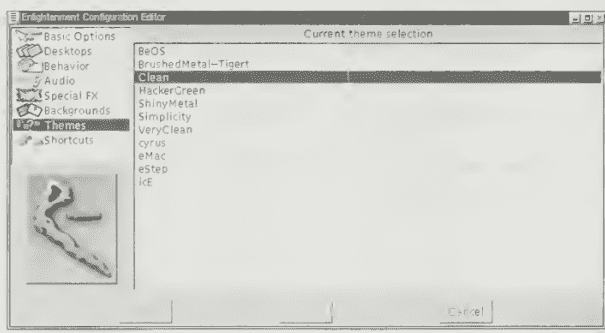 Enlightenment Configuration Editor
Current theme selection
Basic Options
Desktops
Behavior
Audio
Special FX
Backgrounds
Themes
Shortcuts
BeOS
BrushedMetal-Tigert
Clean
HackerGreen
ShinyMetal
Simplicity
VeryClean
cyrus
eMac
eStep
icE
Cancel